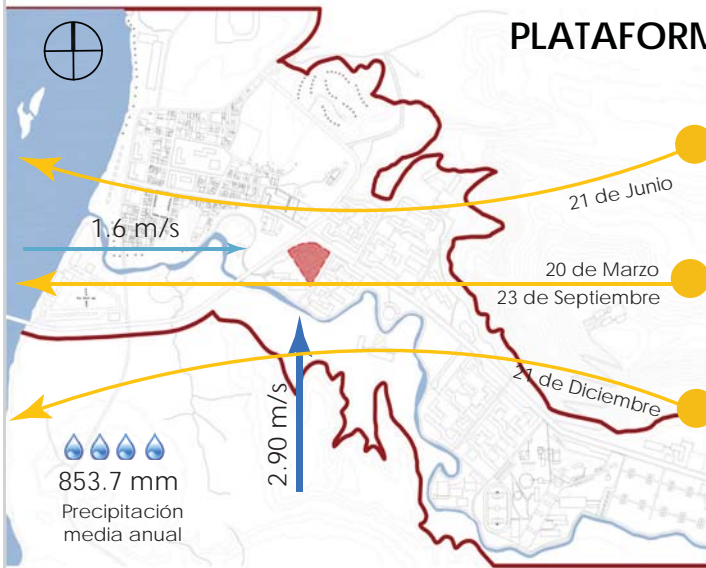 PLATAFORM
21 de Junio
1.6 m/s
20 de Marzo
23 de Septiembre
21 de Diciembre
2.90 m/s
853.7 mm
Precipitación
media anual